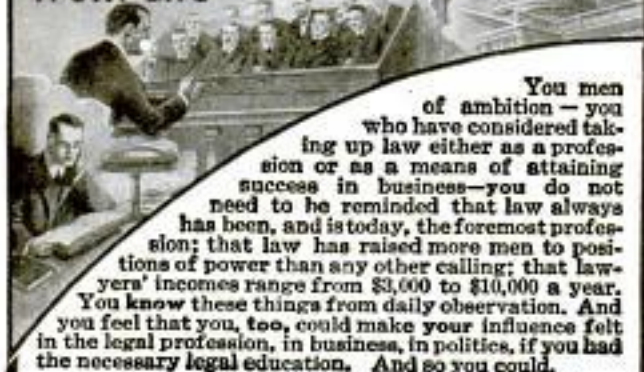 You men
of ambition — you
who have considered tak-
ing up law either as a profes-
sion or as a means of attaining
success in business—you do not
need to be reminded that law always
has been, and is today, the foremost profes-
sion; that law has raised more men to posi-
tions of power than any other calling; that law-
yers' incomes range from $3,000 to $10,000 a year.
You know these things from daily observation. And
you feel that you, too, could make your influence felt
in the legal profession, in business, in politics, if you had
the necessary legal education. And so you could.